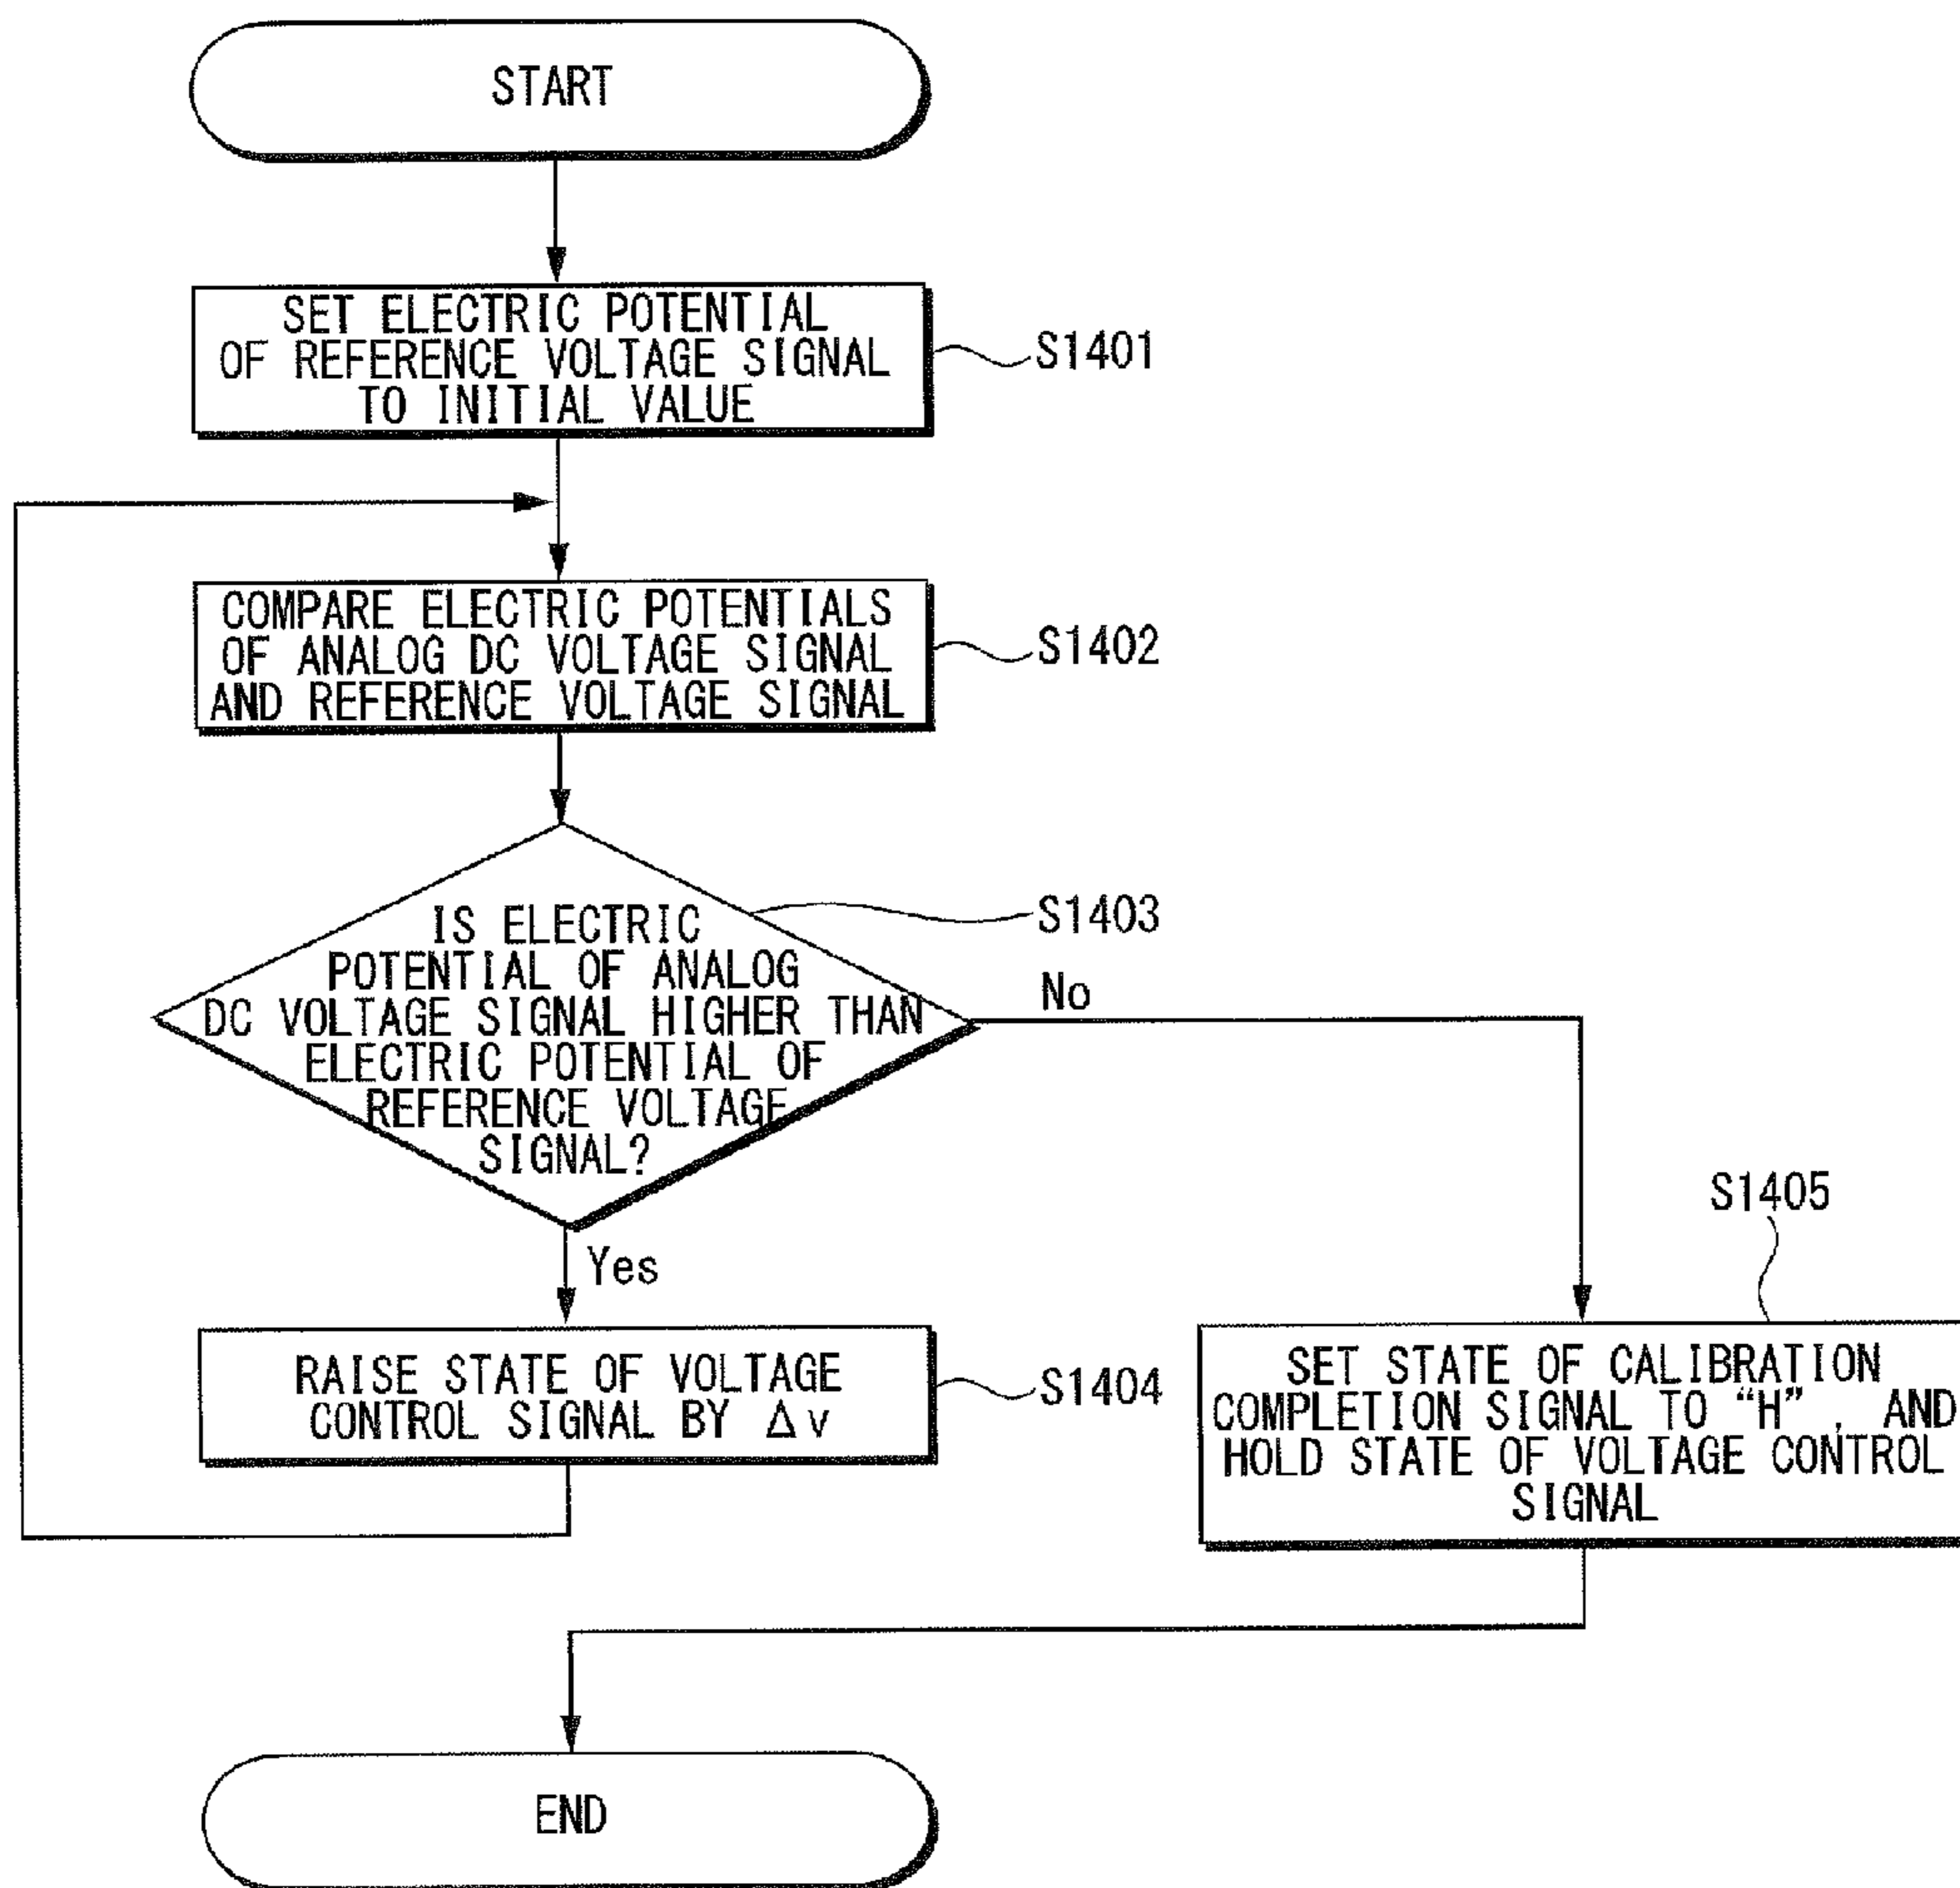 START
SET ELECTRIC POTENTIAL
OF REFERENCE VOLTAGE SIGNAL
TO INITIAL VALUE
S1401
COMPARE ELECTRIC POTENTIALS
OF ANALOG DC VOLTAGE SIGNAL
AND REFERENCE VOLTAGE SIGNAL
S1402
IS ELECTRIC
POTENTIAL OF ANALOG
DC VOLTAGE SIGNAL HIGHER THAN
ELECTRIC POTENTIAL OF
REFERENCE VOLTAGE
SIGNAL?
S1403
No
Yes
RAISE STATE OF VOLTAGE
CONTROL SIGNAL BY Δv
S1404
S1405
SET STATE OF CALIBRATION
COMPLETION SIGNAL TO “H”, AND
HOLD STATE OF VOLTAGE CONTROL
SIGNAL
END